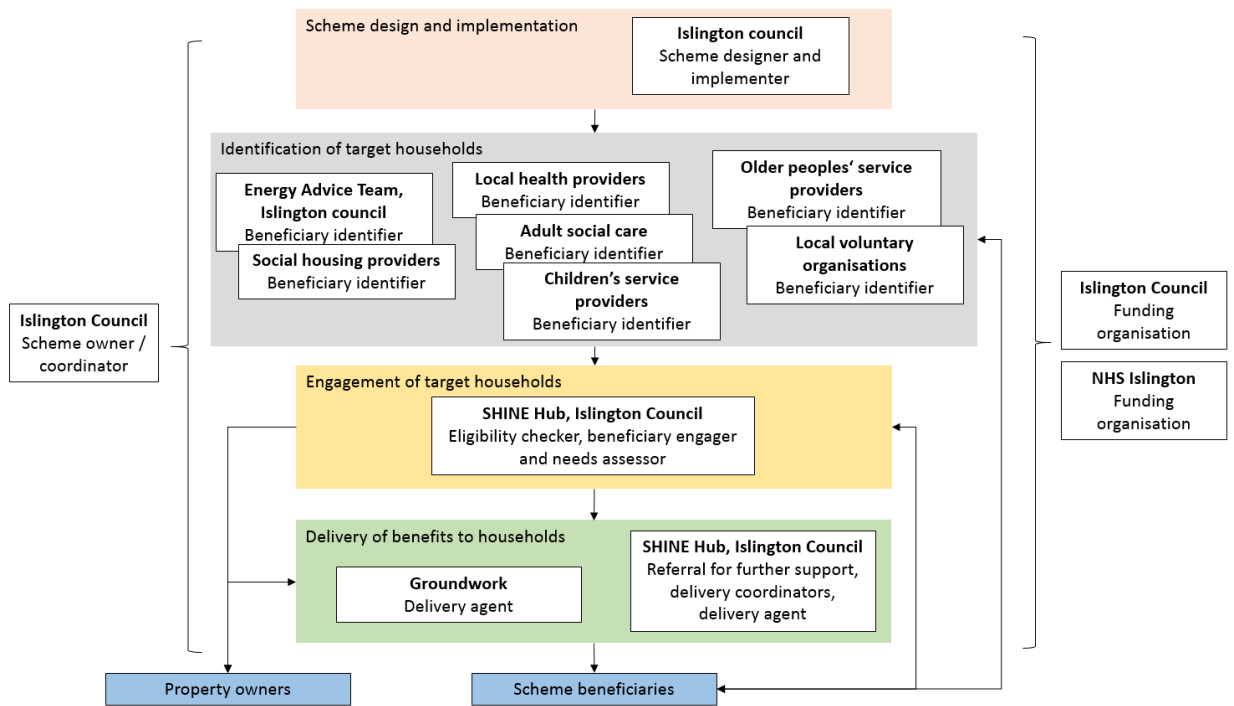 Scheme design and implementation
Islington council
Scheme designer and
implementer
Identification of target households
Energy Advice Team,
Islington council
Beneficiary identifier
Social housing providers
Beneficiary identifier
Local health providers
Beneficiary identifier
Adult social care
Beneficiary identifier
Children’s service
providers
Beneficiary identifier
Older peoples‘ service
providers
Beneficiary identifier
Local voluntary
organisations
Beneficiary identifier
Islington Council
Scheme owner /
coordinator
Islington Council
Funding
organisation
NHS Islington
Funding
organisation
Engagement of target households
SHINE Hub, Islington Council
Eligibility checker, beneficiary engager
and needs assessor
Delivery of benefits to households
Groundwork
Delivery agent
SHINE Hub, Islington Council
Referral for further support,
delivery coordinators,
delivery agent
Property owners
Scheme beneficiaries